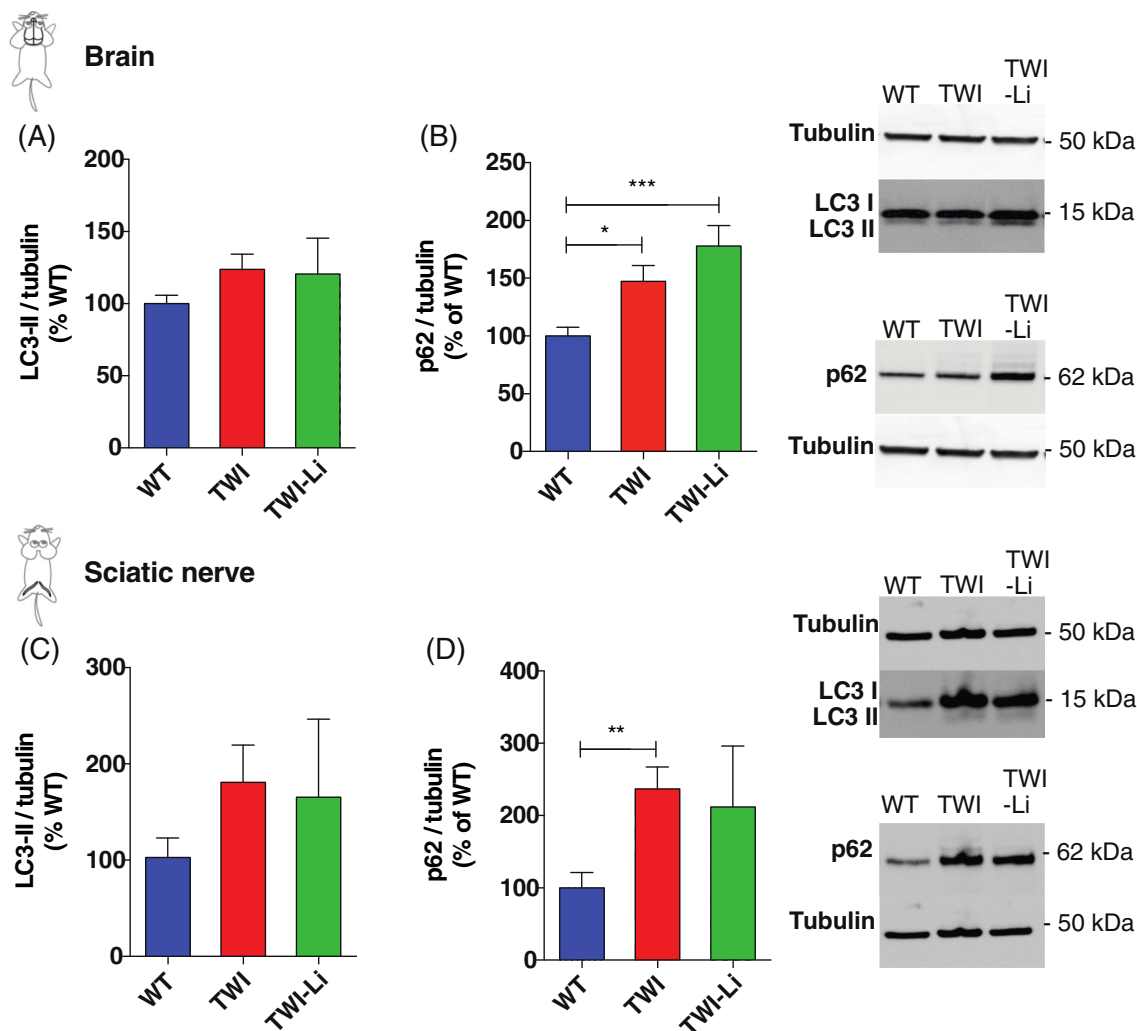 Brain
(A)
LC3-II / tubulin
(% WT)
200
150
100
50
0
WT
TWI
TWI-Li
(B)
p62 / tubulin
(% of WT)
250
200
150
100
50
0
***
*
WT
TWI
TWI-Li
WT TWI TWI
-Li
Tubulin - 50 kDa
LC3 I - 15 kDa
LC3 II
WT TWI TWI
-Li
p62 - 62 kDa
Tubulin - 50 kDa
Sciatic nerve
(C)
LC3-II / tubulin
(% WT)
300
200
100
0
WT
TWI
TWI-Li
(D)
p62 / tubulin
(% of WT)
400
300
200
100
0
**
WT
TWI
TWI-Li
WT TWI TWI
-Li
Tubulin - 50 kDa
LC3 I - 15 kDa
LC3 II
WT TWI TWI
-Li
p62 - 62 kDa
Tubulin - 50 kDa